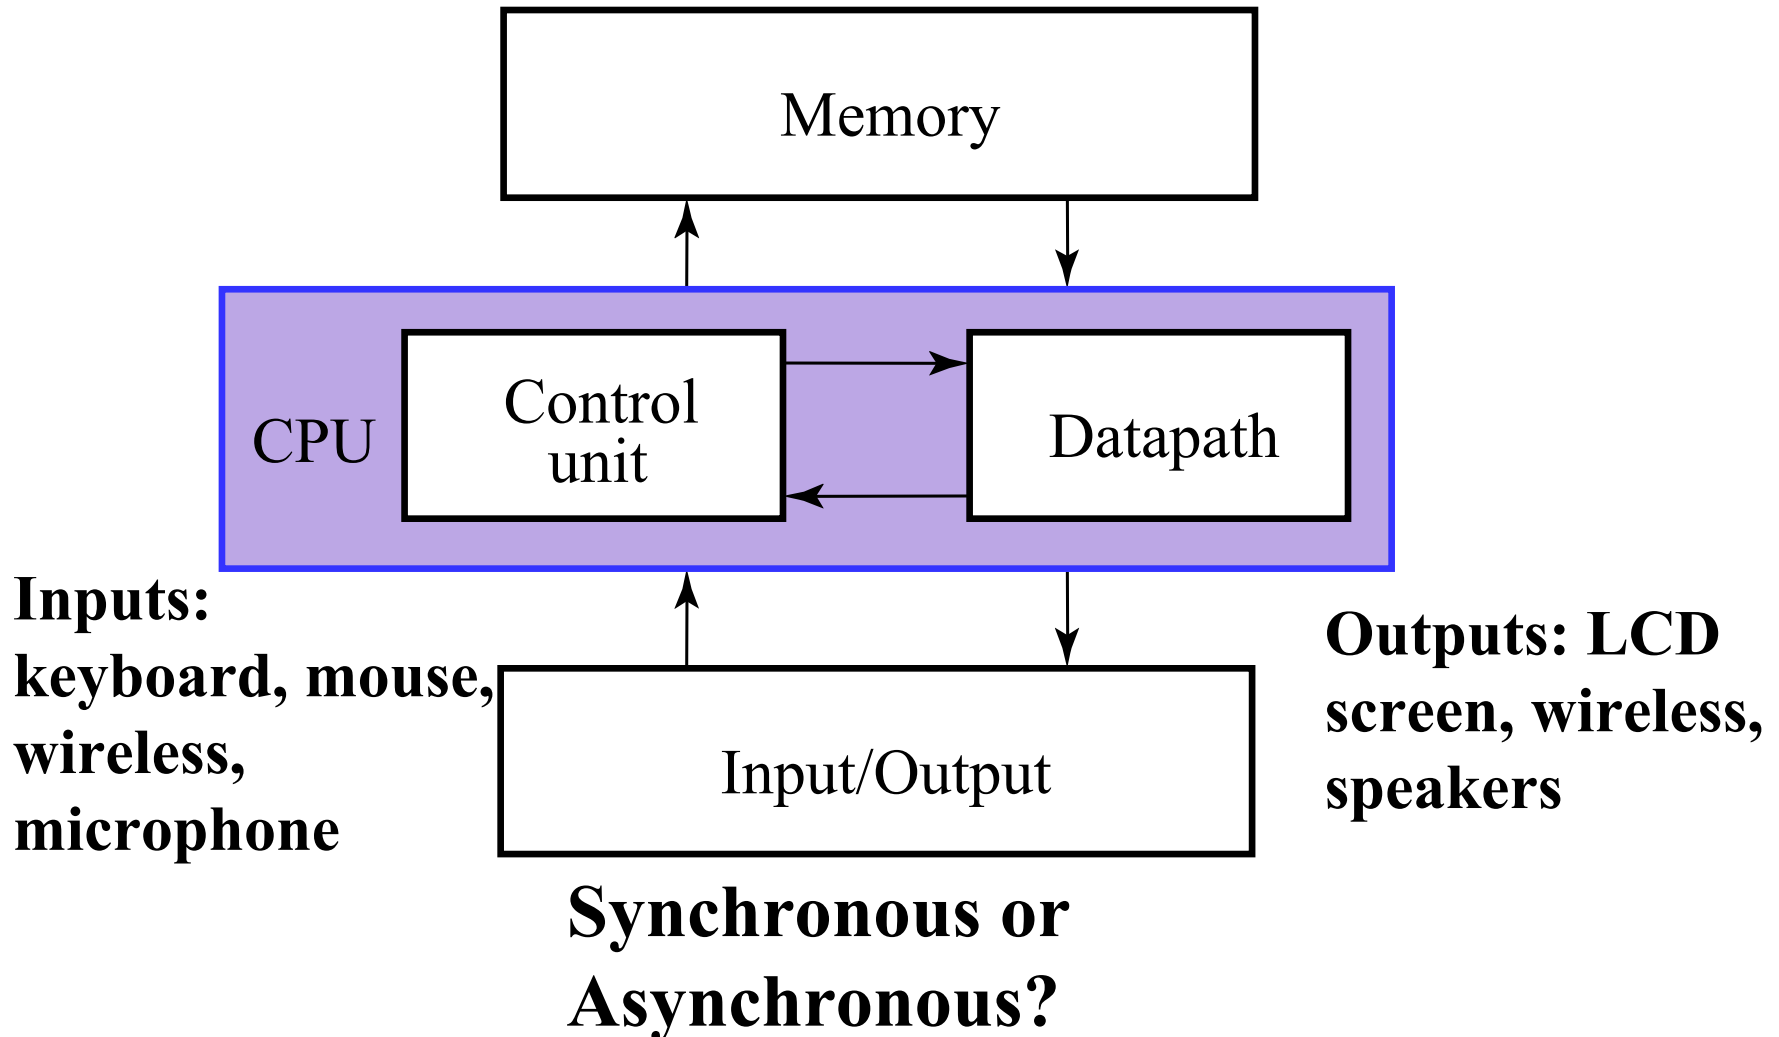 Memory
CPU
Control
unit
Datapath
Inputs:
keyboard, mouse,
wireless,
microphone
Input/Output
Outputs: LCD
screen, wireless,
speakers
Synchronous or
Asynchronous?